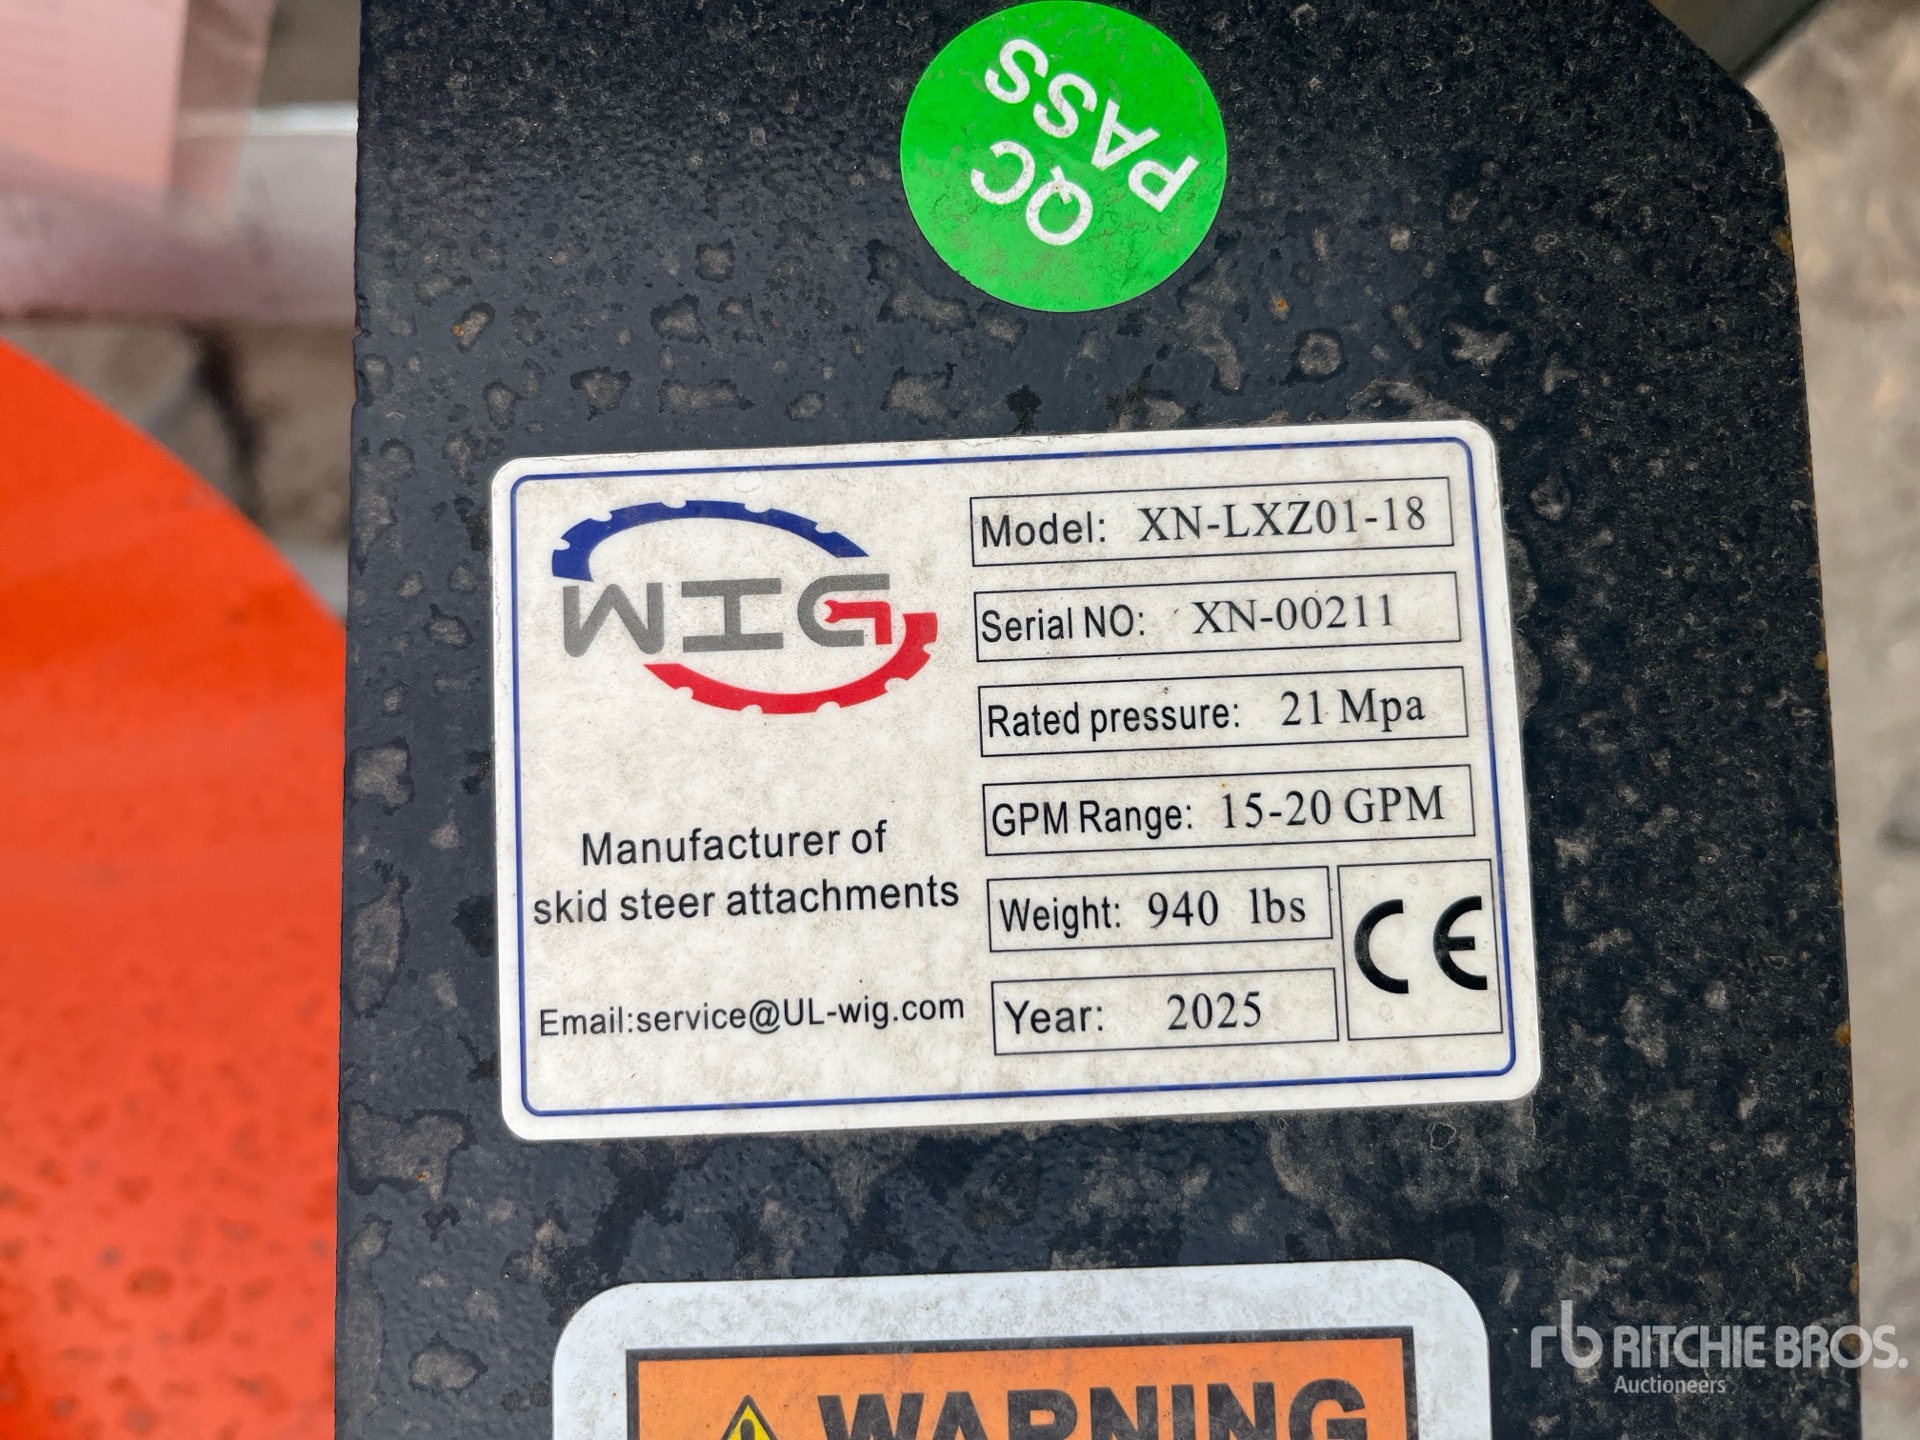 QC
PASS
WIG
Model: XN-LXZ01-18
Serial NO: XN-00211
Rated pressure: 21 Mpa
GPM Range: 15-20 GPM
Weight: 940 lbs
Year: 2025
CE
Manufacturer of
skid steer attachments
Email:service@UL-wig.com
WARNING
rb RITCHIE BROS.
Auctioneers